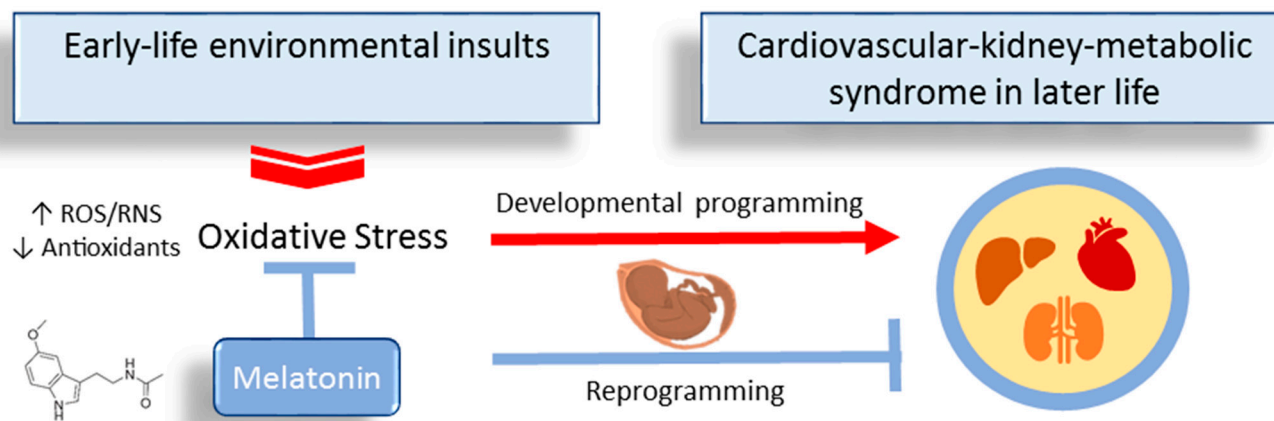 Early-life environmental insults
Cardiovascular-kidney-metabolic
syndrome in later life
↑ ROS/RNS
↓ Antioxidants
Oxidative Stress
Developmental programming
Melatonin
Reprogramming
O
N
H
H
N
O